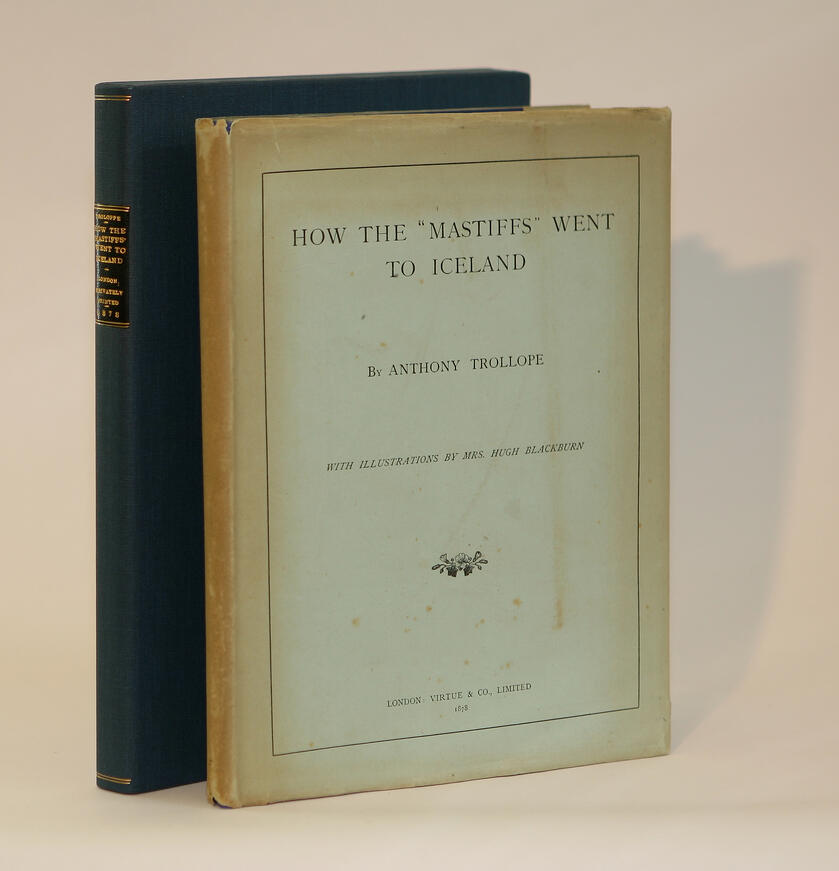 TROLLOPE
HOW THE
"MASTIFFS"
WENT TO
ICELAND
LONDON
PRIVATELY
PRINTED
1878
HOW THE "MASTIFFS" WENT
TO ICELAND
By ANTHONY TROLLOPE
WITH ILLUSTRATIONS BY MRS. HUGH BLACKBURN
LONDON: VIRTUE & CO., LIMITED
1878